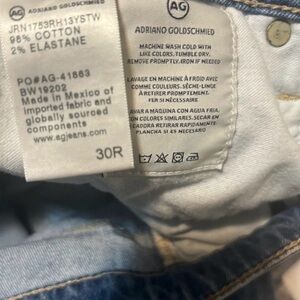 AG ADRIANO GOLDSCHMIED
JRN1753RH13YSTW
98% COTTON
2% ELASTANE
PO#AG-41863
BW19202
Made in Mexico of
imported fabric and
globally sourced
components
www.agjeans.com
30R
AG
ADRIANO GOLDSCHMIED
MACHINE WASH COLD WITH
LIKE COLORS. TUMBLE DRY.
REMOVE PROMPTLY. IRON IF NEEDED
LAVAGE EN MACHINE À FROID AVEC
COMME COULEURS. SÈCHE-LINGE
À RETIRER PROMPTEMENT.
FER SI NÉCESSAIRE.
LAVAR A MAQUINA CON AGUA FRIA.
CON COLORES SIMILARES. SECAR EN
SECADORA RETIRAR RAPIDAMENTE
PLANCHA SI ES NECESARIO.